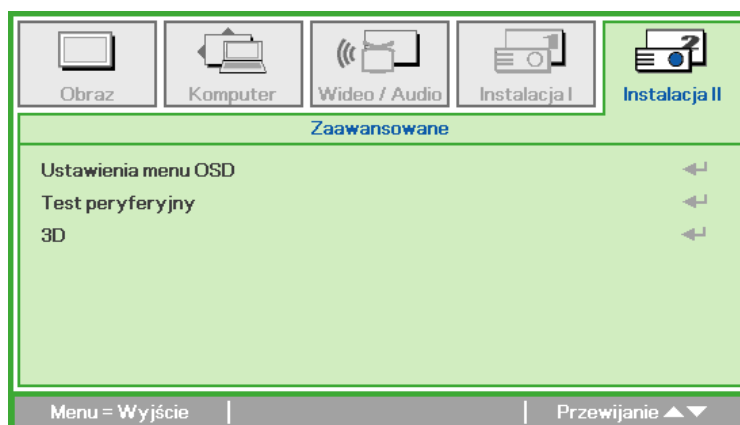 Obraz
Komputer
Wideo / Audio
Instalacja I
Instalacja II
Zaawansowane
Ustawienia menu OSD
Test peryferyjny
3D
Menu = Wyjście
Przewijanie ▲▼